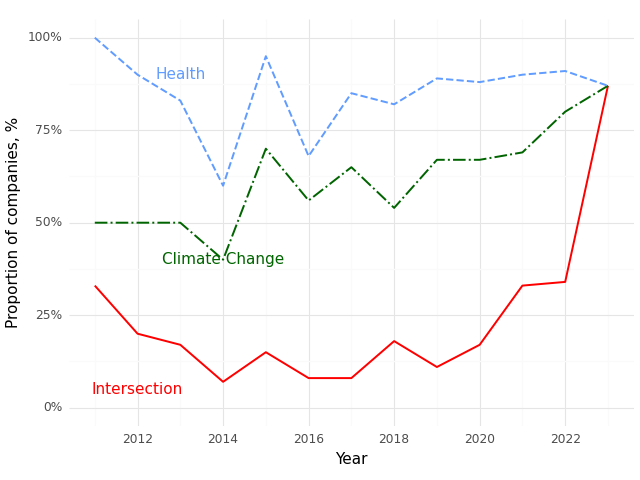 100%
Health
75%
50%
Climate Change
25%
Intersection
0%
2012 2014 2016 2018 2020 2022
Year
Proportion of companies, %